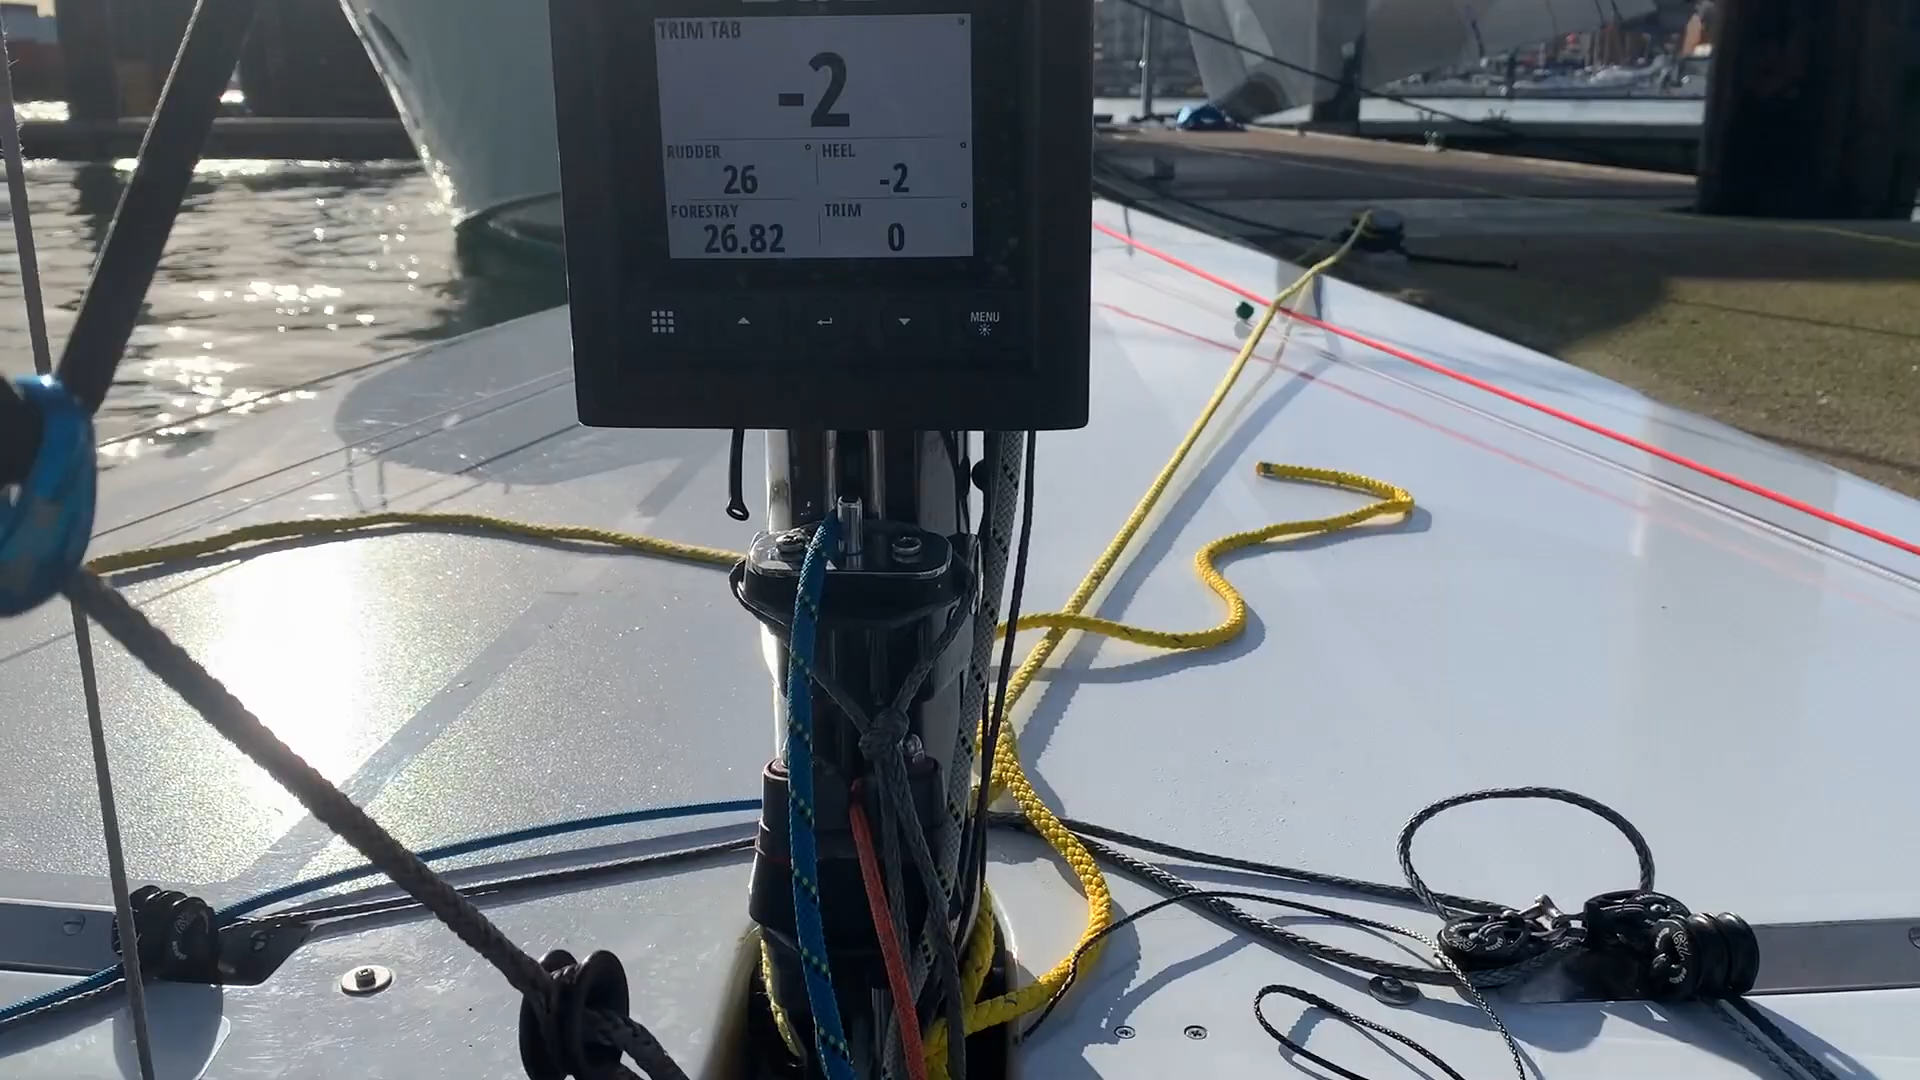 TRIM TAB °
-2
RUDDER ° HEEL °
26 -2
FORESTAY TRIM °
26.82 0
MENU